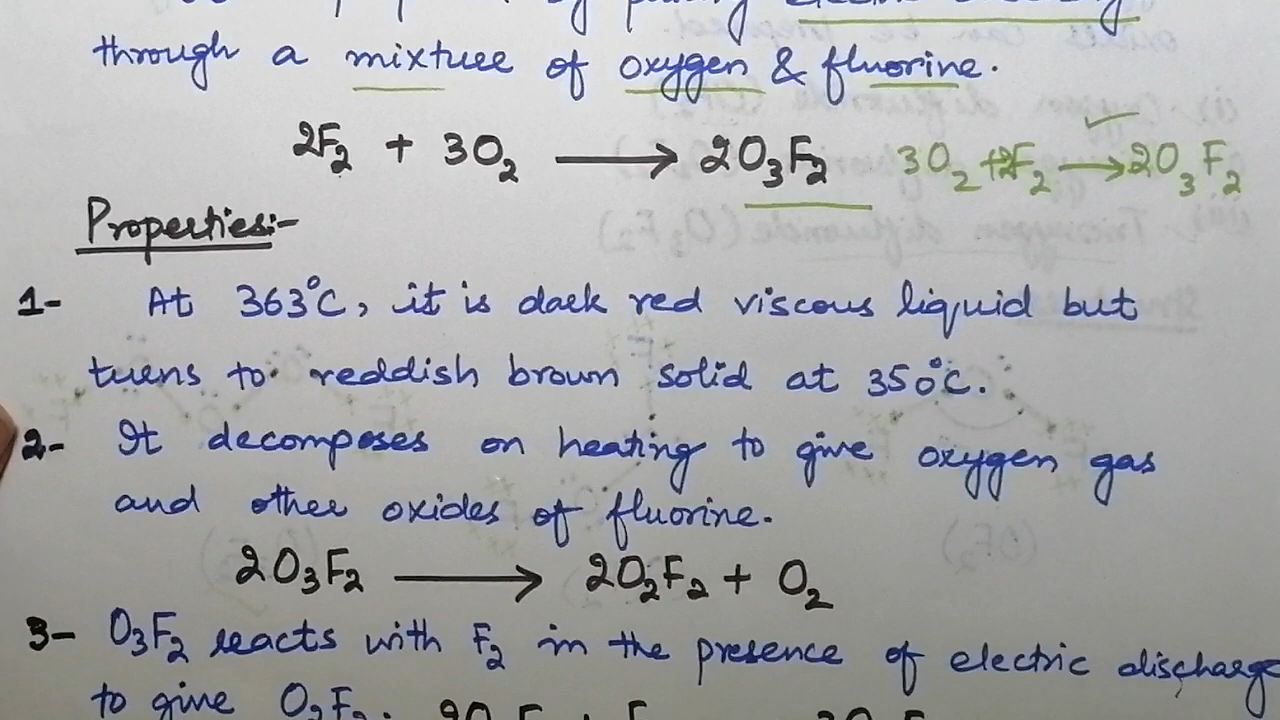 through a mixture of oxygen & fluorine.
2F₂ + 3O₂ ⟶ 2O₃F₂ 3O₂ + 2F₂ ⟶ 2O₃F₂
Properties:-
1- At 363°C, it is dark red viscous liquid but
turns to reddish brown solid at 350°C.
2- It decomposes on heating to give oxygen gas
and other oxides of fluorine.
2O₃F₂ ⟶ 2O₂F₂ + O₂
3- O₃F₂ reacts with F₂ in the presence of electric discharge
to give O₂F₂.